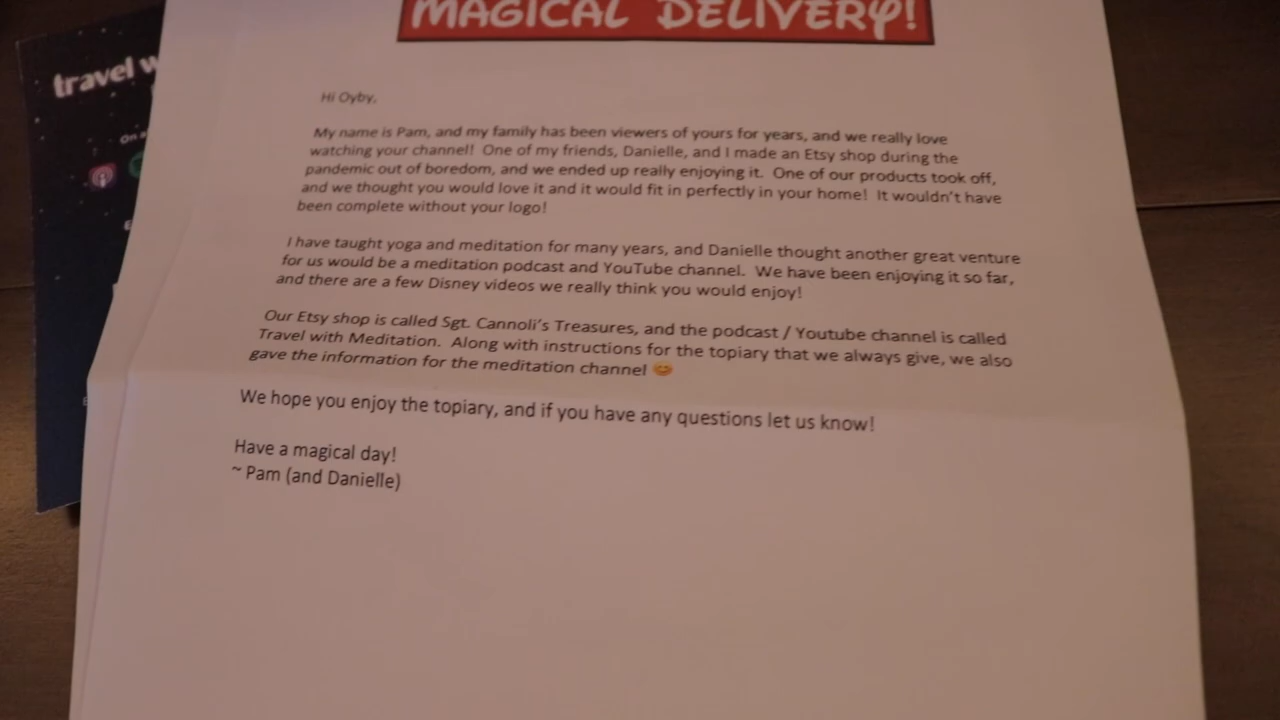 MAGICAL DELIVERY!
travel w
On a
Hi Oyby,
My name is Pam, and my family has been viewers of yours for years, and we really love
watching your channel! One of my friends, Danielle, and I made an Etsy shop during the
pandemic out of boredom, and we ended up really enjoying it. One of our products took off,
and we thought you would love it and it would fit in perfectly in your home! It wouldn't have
been complete without your logo!
I have taught yoga and meditation for many years, and Danielle thought another great venture
for us would be a meditation podcast and YouTube channel. We have been enjoying it so far,
and there are a few Disney videos we really think you would enjoy!
Our Etsy shop is called Sgt. Cannoli's Treasures, and the podcast / Youtube channel is called
Travel with Meditation. Along with instructions for the topiary that we always give, we also
gave the information for the meditation channel 😊
We hope you enjoy the topiary, and if you have any questions let us know!
Have a magical day!
~ Pam (and Danielle)